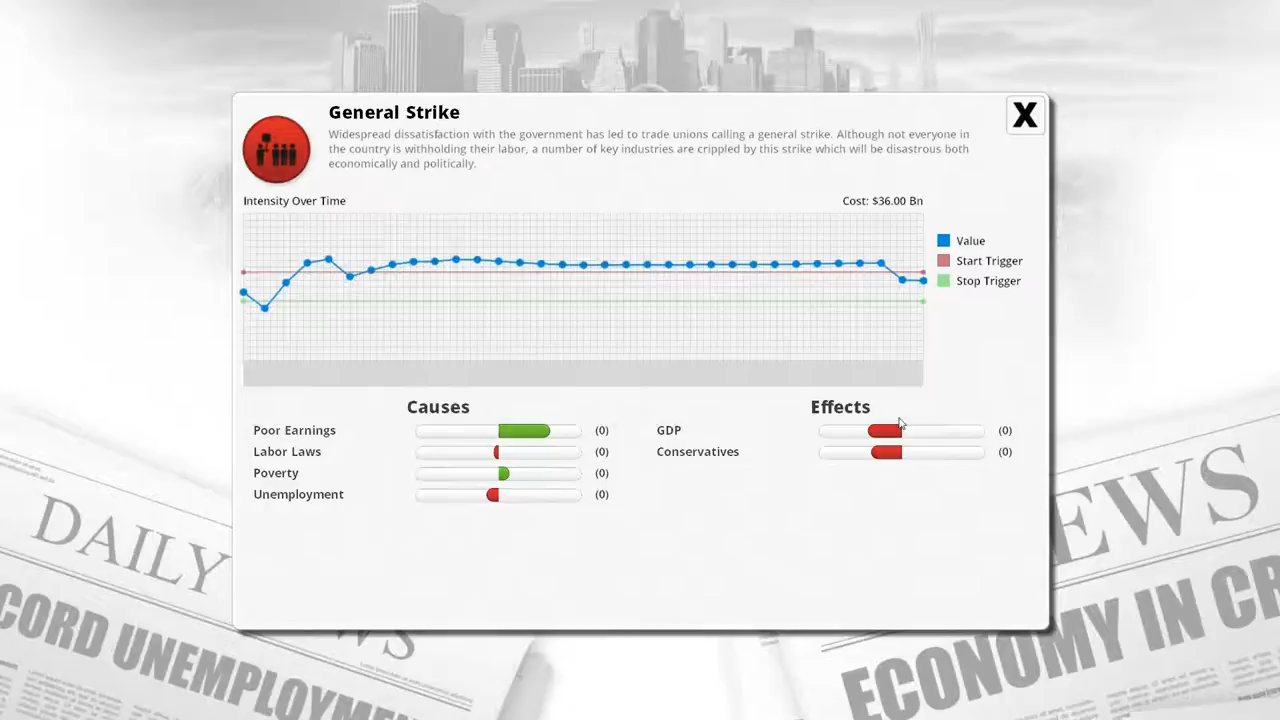 General Strike
X
Widespread dissatisfaction with the government has led to trade unions calling a general strike. Although not everyone in
the country is withholding their labor, a number of key industries are crippled by this strike which will be disastrous both
economically and politically.
Intensity Over Time
Cost: $36.00 Bn
Value
Start Trigger
Stop Trigger
Causes
Effects
Poor Earnings (0)
GDP (0)
Labor Laws (0)
Conservatives (0)
Poverty (0)
Unemployment (0)
DAILY
NEWS
CORD UNEMPLOYMENT
EWS
ECONOMY IN CR